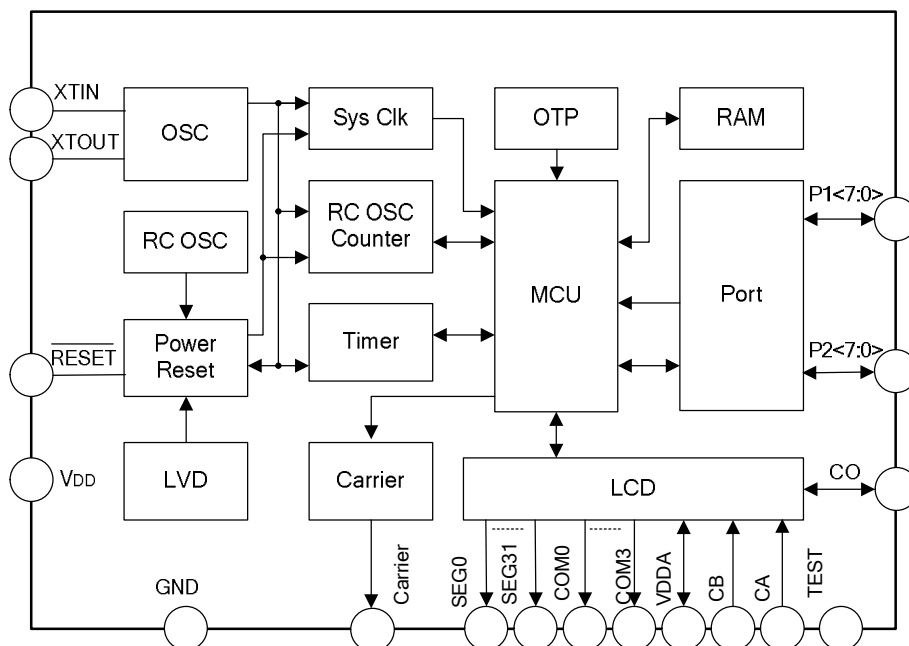 XTIN
XTOUT
OSC
Sys Clk
OTP
RAM
RC OSC
RC OSC
Counter
MCU
Port
P1<7:0>
P2<7:0>
RESET
Power
Reset
Timer
VDD
LVD
Carrier
LCD
CO
GND
Carrier
SEG0
SEG31
COM0
COM3
VDDA
CB
CA
TEST